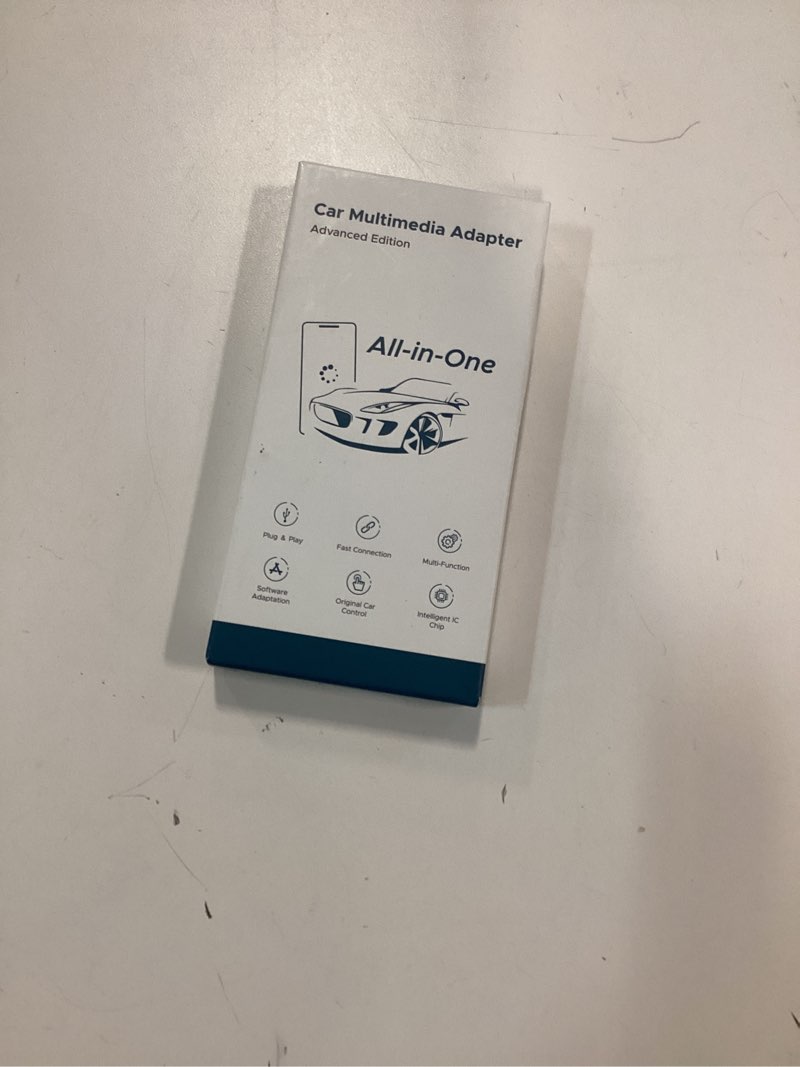 Car Multimedia Adapter
Advanced Edition
All-in-One
Plug & Play
Fast Connection
Multi-Function
Software
Adaptation
Original Car
Control
Intelligent IC
Chip